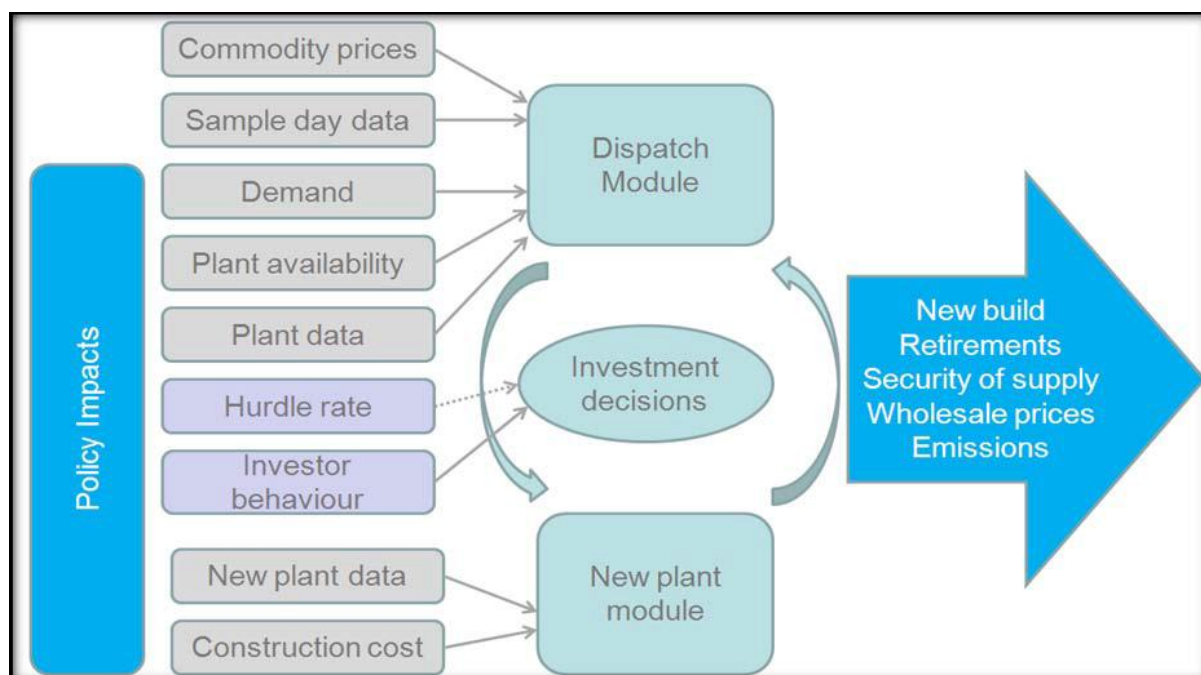 Policy Impacts
Commodity prices
Sample day data
Demand
Plant availability
Plant data
Hurdle rate
Investor
behaviour
New plant data
Construction cost
Dispatch
Module
Investment
decisions
New plant
module
New build
Retirements
Security of supply
Wholesale prices
Emissions